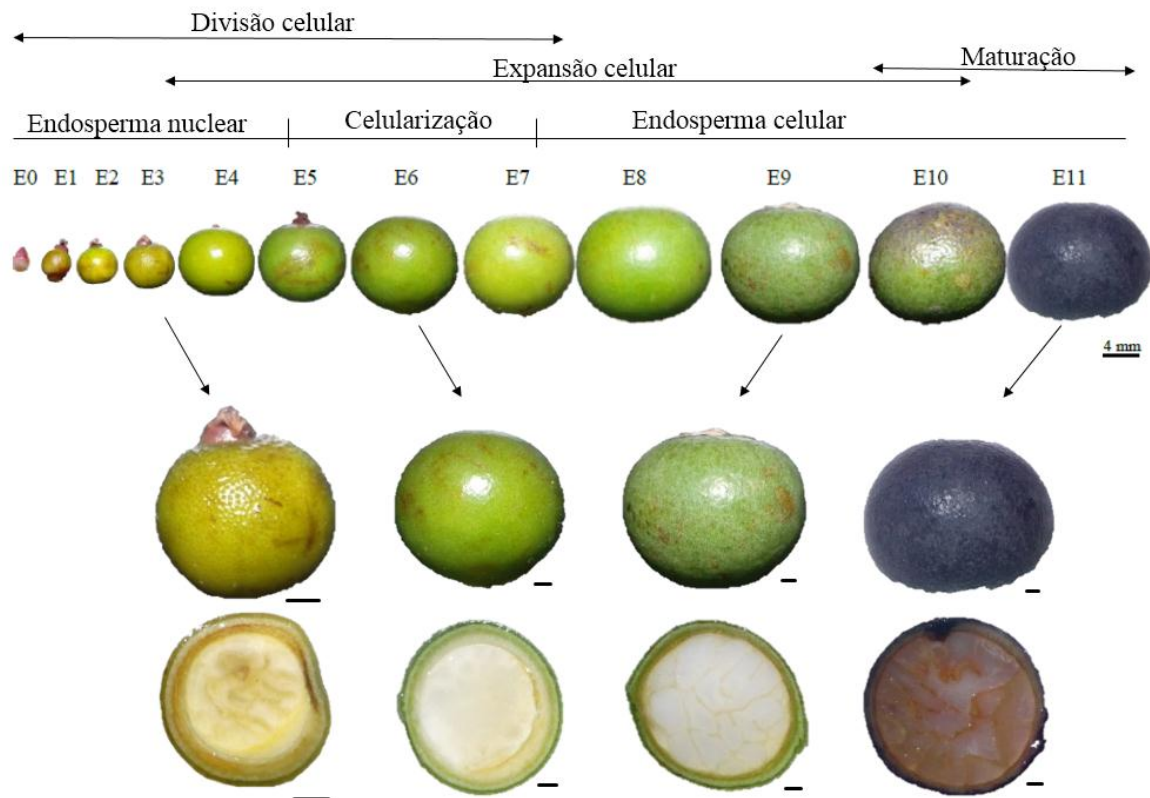 Divisão celular
Expansão celular
Maturação
Endosperma nuclear
Celularização
Endosperma celular
E0 E1 E2 E3 E4 E5 E6 E7 E8 E9 E10 E11
4 mm